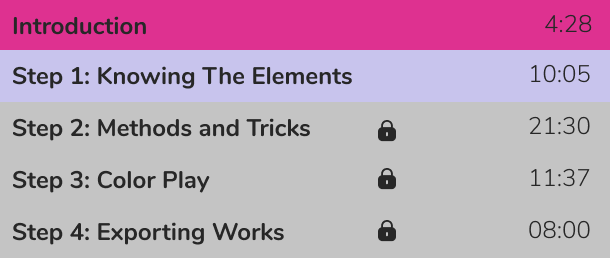 Introduction 4:28
Step 1: Knowing The Elements 10:05
Step 2: Methods and Tricks 21:30
Step 3: Color Play 11:37
Step 4: Exporting Works 08:00